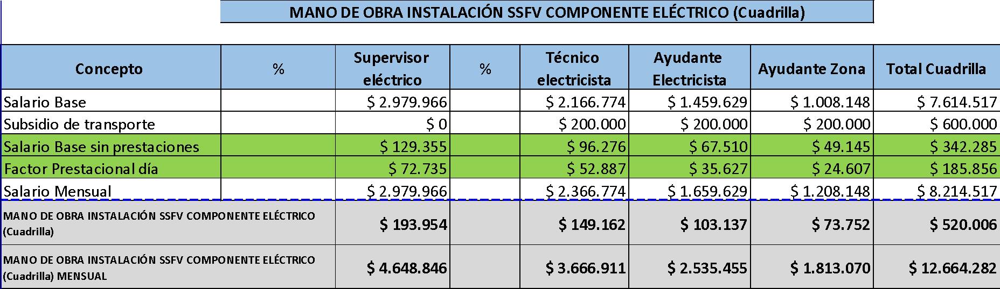 MANO DE OBRA INSTALACIÓN SSFV COMPONENTE ELÉCTRICO (Cuadrilla)
Concepto % Supervisor eléctrico % Técnico electricista Ayudante Electricista Ayudante Zona Total Cuadrilla
Salario Base $ 2.979.966 $ 2.166.774 $ 1.459.629 $ 1.008.148 $ 7.614.517
Subsidio de transporte $ 0 $ 200.000 $ 200.000 $ 200.000 $ 600.000
Salario Base sin prestaciones $ 129.355 $ 96.276 $ 67.510 $ 49.145 $ 342.285
Factor Prestacional día $ 72.735 $ 52.887 $ 35.627 $ 24.607 $ 185.856
Salario Mensual $ 2.979.966 $ 2.366.774 $ 1.659.629 $ 1.208.148 $ 8.214.517
MANO DE OBRA INSTALACIÓN SSFV COMPONENTE ELÉCTRICO (Cuadrilla) $ 193.954 $ 149.162 $ 103.137 $ 73.752 $ 520.006
MANO DE OBRA INSTALACIÓN SSFV COMPONENTE ELÉCTRICO (Cuadrilla) MENSUAL $ 4.648.846 $ 3.666.911 $ 2.535.455 $ 1.813.070 $ 12.664.282